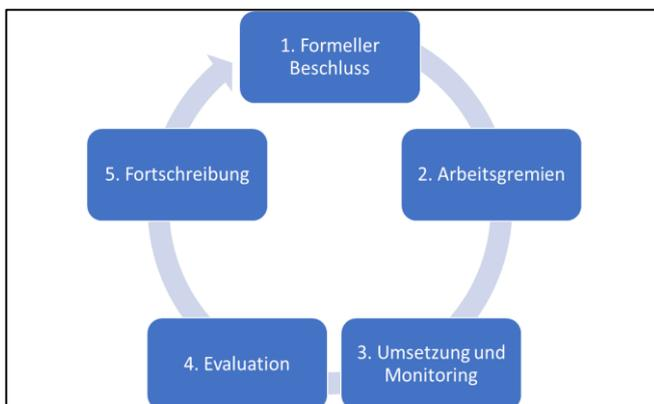 1. Formeller
Beschluss
2. Arbeitsgremien
3. Umsetzung und
Monitoring
4. Evaluation
5. Fortschreibung